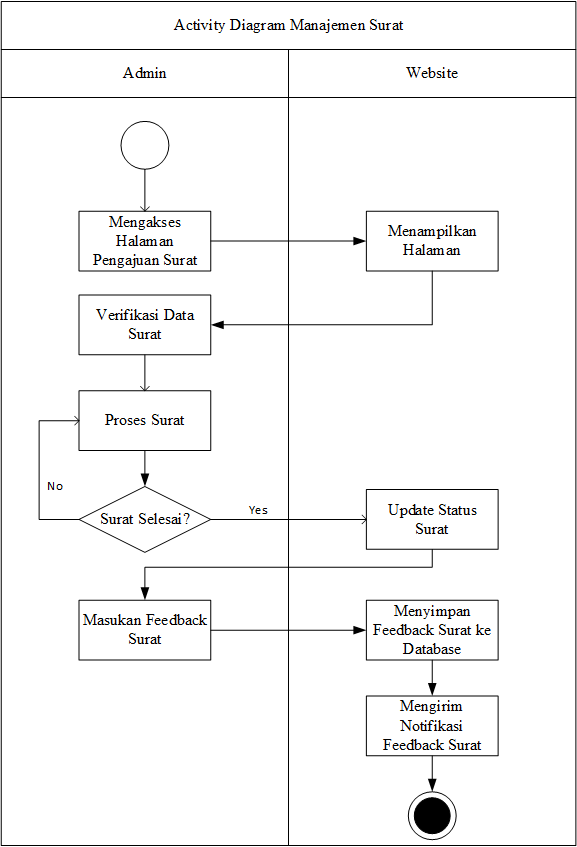 Activity Diagram Manajemen Surat
Admin
Website
Mengakses
Halaman
Pengajuan Surat
Menampilkan
Halaman
Verifikasi Data
Surat
Proses Surat
No
Surat Selesai?
Yes
Update Status
Surat
Masukan Feedback
Surat
Menyimpan
Feedback Surat ke
Database
Mengirim
Notifikasi
Feedback Surat